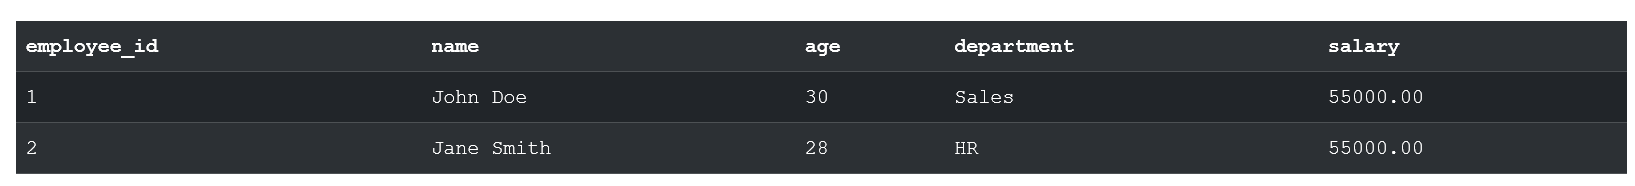 employee_id name age department salary
1 John Doe 30 Sales 55000.00
2 Jane Smith 28 HR 55000.00